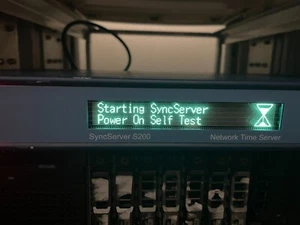 Starting SyncServer
Power On Self Test
SyncServer S200
Network Time Server